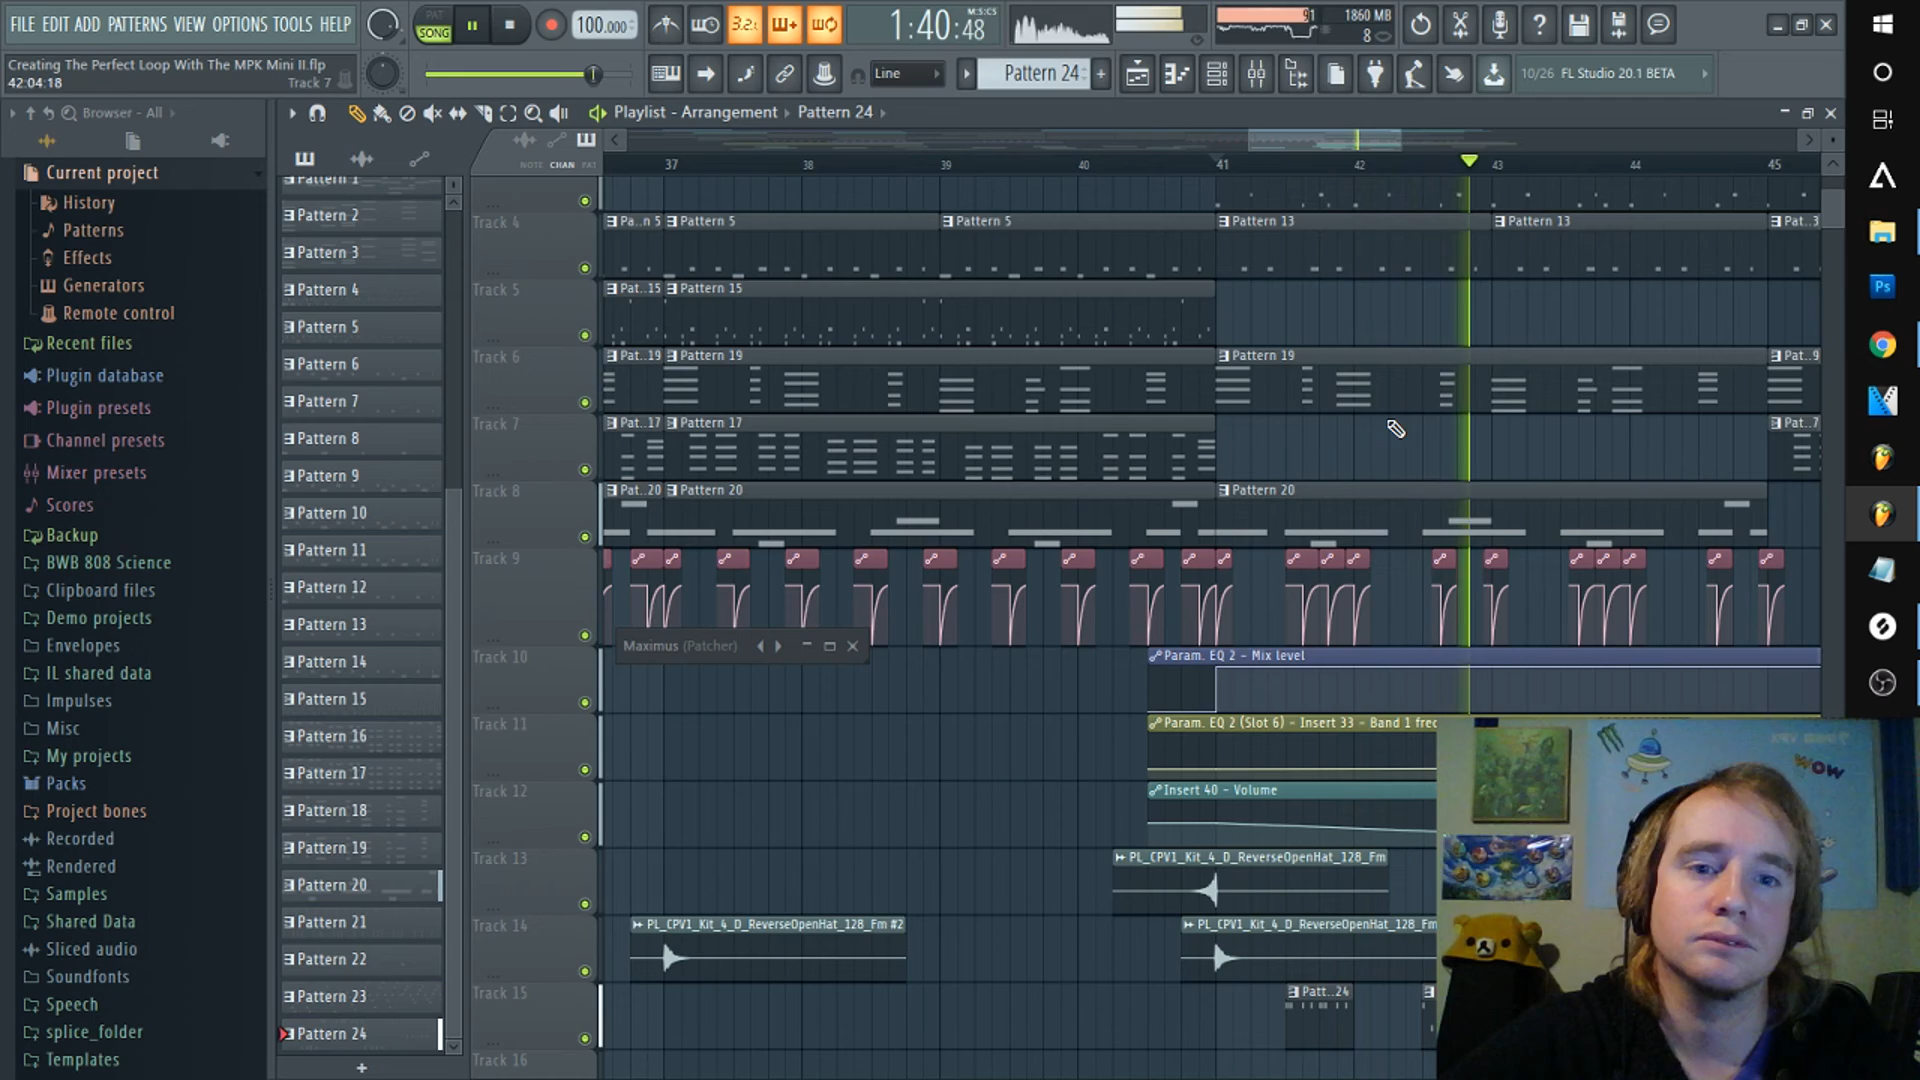 FILE EDIT ADD PATTERNS VIEW OPTIONS TOOLS HELP
PAT
SONG
100.000
3.2:
1:40:48
M:S:CS
91
1860 MB
8
Creating The Perfect Loop With The MPK Mini II.flp
42:04:18
Track 7
Line
Pattern 24
10/26 FL Studio 20.1 BETA
Browser - All
Playlist - Arrangement
Pattern 24
NOTE CHAN PAT
37 38 39 40 41 42 43 44 45
Current project
History
Patterns
Effects
Generators
Remote control
Recent files
Plugin database
Plugin presets
Channel presets
Mixer presets
Scores
Backup
BWB 808 Science
Clipboard files
Demo projects
Envelopes
IL shared data
Impulses
Misc
My projects
Packs
Project bones
Recorded
Rendered
Samples
Shared Data
Sliced audio
Soundfonts
Speech
splice_folder
Templates
Pattern 1
Pattern 2
Pattern 3
Pattern 4
Pattern 5
Pattern 6
Pattern 7
Pattern 8
Pattern 9
Pattern 10
Pattern 11
Pattern 12
Pattern 13
Pattern 14
Pattern 15
Pattern 16
Pattern 17
Pattern 18
Pattern 19
Pattern 20
Pattern 21
Pattern 22
Pattern 23
Pattern 24
Track 4
Pa..n 5 Pattern 5 Pattern 5 Pattern 13 Pattern 13 Pat..3
Track 5
Pat..15 Pattern 15
Track 6
Pat..19 Pattern 19 Pattern 19 Pat..9
Track 7
Pat..17 Pattern 17 Pat..7
Track 8
Pat..20 Pattern 20 Pattern 20
Track 9
Maximus (Patcher)
Track 10
Param. EQ 2 - Mix level
Track 11
Param. EQ 2 (Slot 6) - Insert 33 - Band 1 freq
Track 12
Insert 40 - Volume
Track 13
PL_CPV1_Kit_4_D_ReverseOpenHat_128_Fm
Track 14
PL_CPV1_Kit_4_D_ReverseOpenHat_128_Fm #2
PL_CPV1_Kit_4_D_ReverseOpenHat_128_Fm
Track 15
Patt..24
Track 16
Ps
WOW